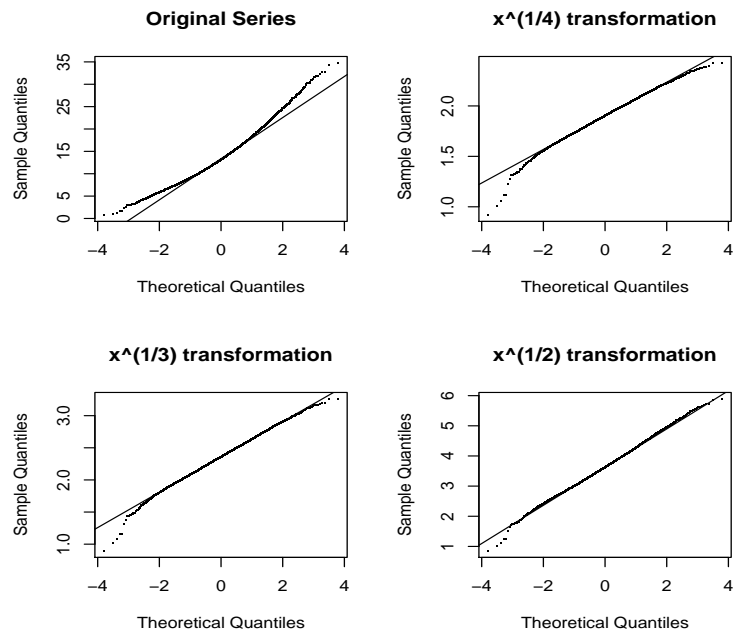 Original Series
Sample Quantiles
0 5 15 25 35
−4 −2 0 2 4
Theoretical Quantiles
x^(1/4) transformation
Sample Quantiles
1.0 1.5 2.0
−4 −2 0 2 4
Theoretical Quantiles
x^(1/3) transformation
Sample Quantiles
1.0 2.0 3.0
−4 −2 0 2 4
Theoretical Quantiles
x^(1/2) transformation
Sample Quantiles
1 2 3 4 5 6
−4 −2 0 2 4
Theoretical Quantiles